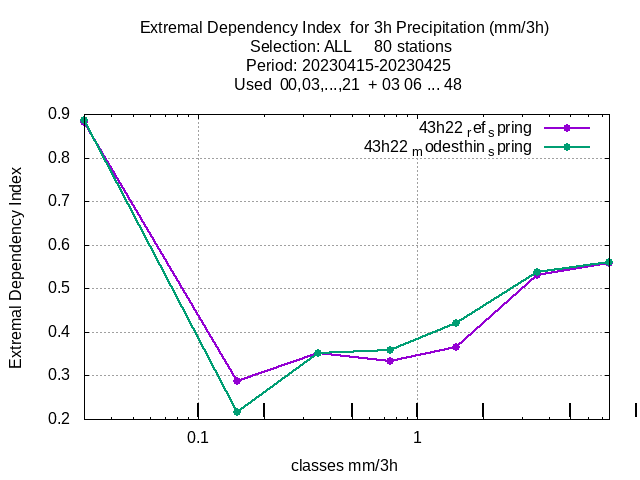 Extremal Dependency Index  for 3h Precipitation (mm/3h)
Selection: ALL     80 stations
Period: 20230415-20230425
Used  00,03,...,21  + 03 06 ... 48
43h22 ref spring
43h22 modesthin spring
Extremal Dependency Index
0.9
0.8
0.7
0.6
0.5
0.4
0.3
0.2
0.1
1
classes mm/3h